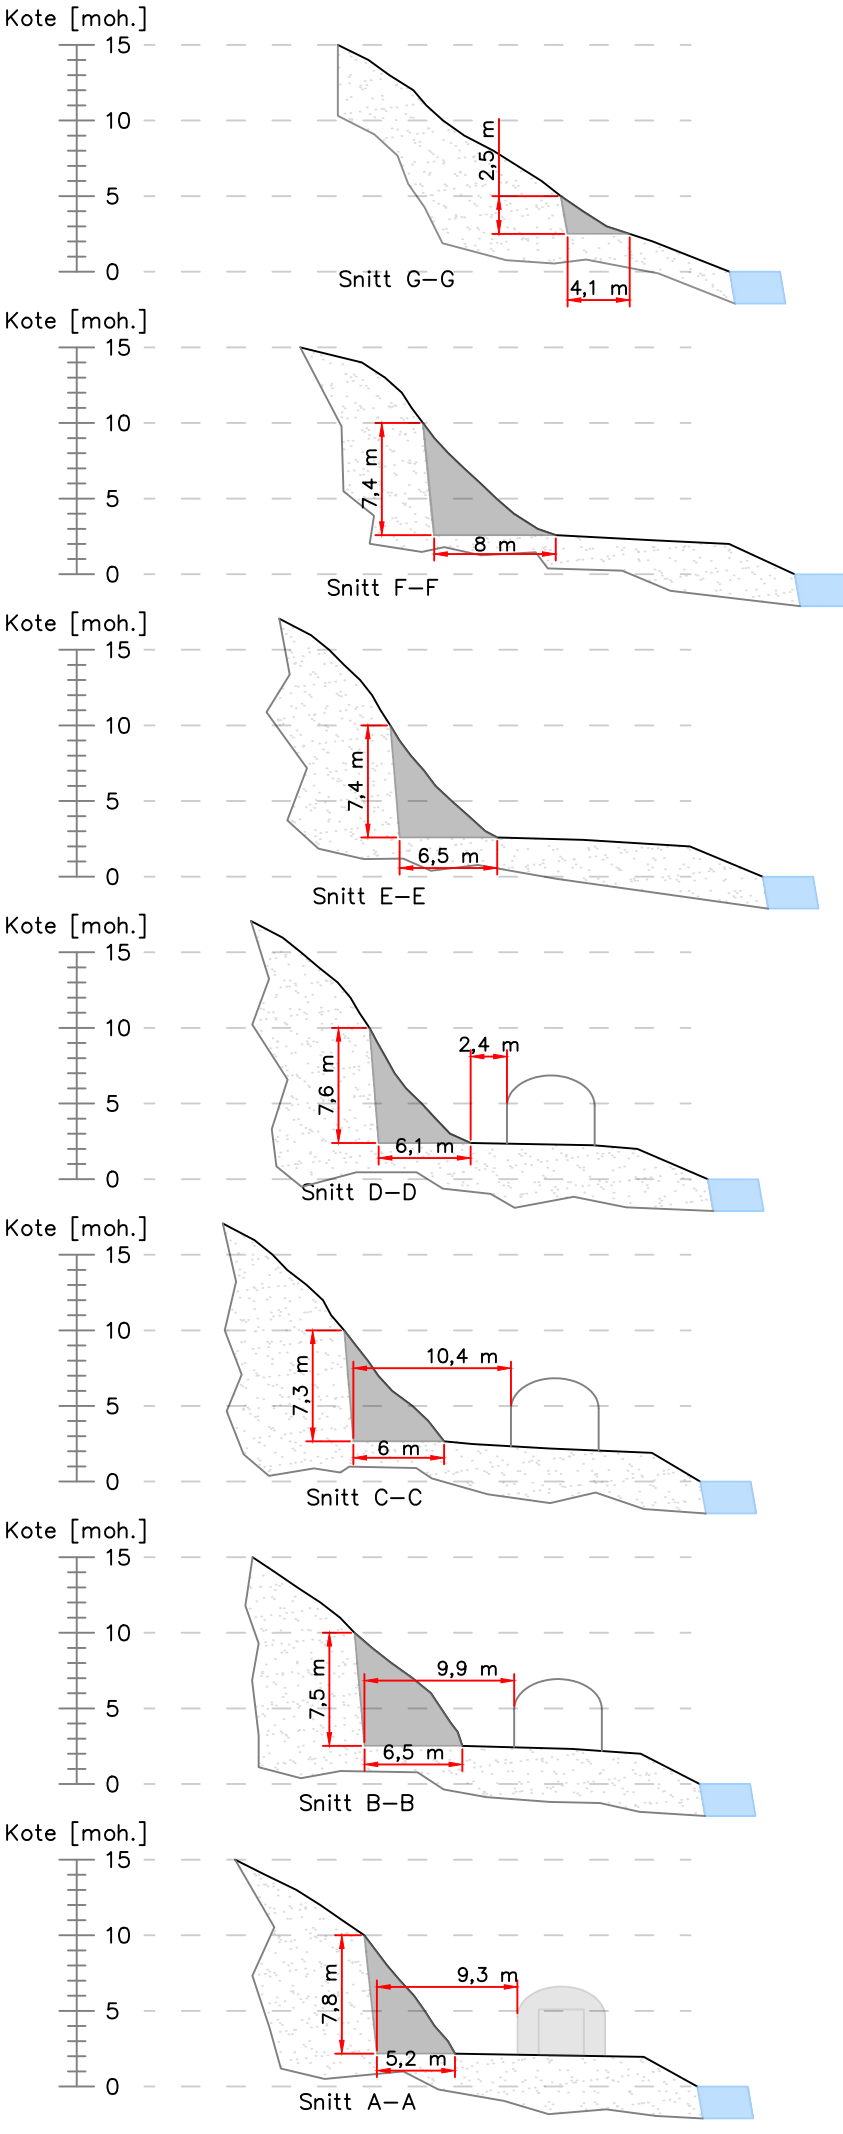 Kote [moh.]
15
10
2,5 m
5
0
Snitt G-G
4,1 m
Kote [moh.]
15
10
7,4 m
5
8 m
0
Snitt F-F
Kote [moh.]
15
10
7,4 m
5
6,5 m
0
Snitt E-E
Kote [moh.]
15
10
2,4 m
7,6 m
5
6,1 m
0
Snitt D-D
Kote [moh.]
15
10
10,4 m
7,3 m
5
6 m
0
Snitt C-C
Kote [moh.]
15
10
9,9 m
7,5 m
5
6,5 m
0
Snitt B-B
Kote [moh.]
15
10
9,3 m
7,8 m
5
5,2 m
0
Snitt A-A